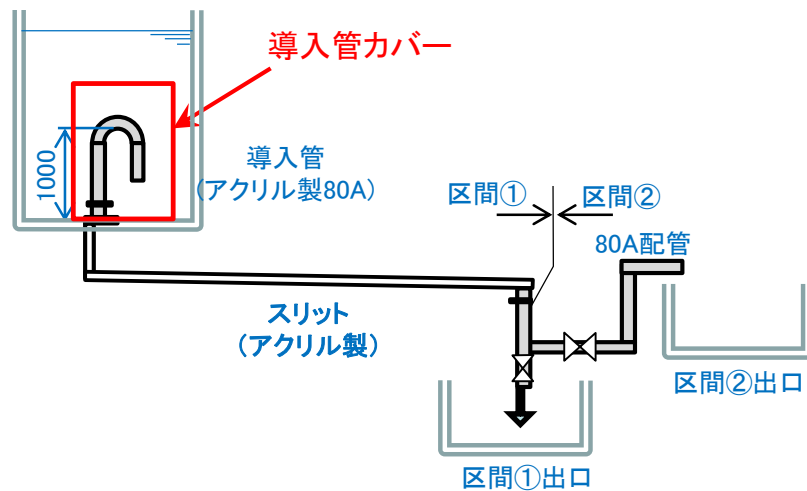 導入管カバー
1000
導入管
(アクリル製80A)
区間①
区間②
80A配管
スリット
(アクリル製)
区間②出口
区間①出口